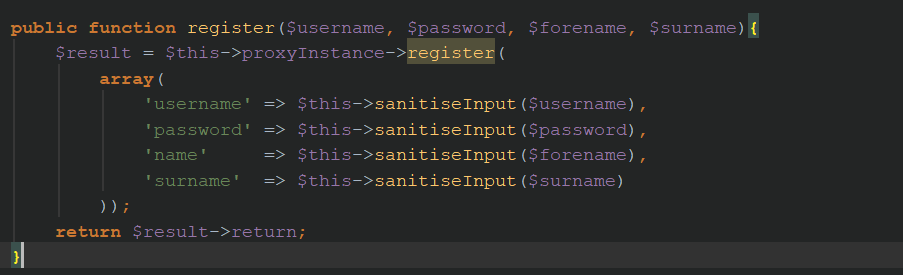 public function register($username, $password, $forename, $surname){
    $result = $this->proxyInstance->register(
        array(
            'username' => $this->sanitiseInput($username),
            'password' => $this->sanitiseInput($password),
            'name'     => $this->sanitiseInput($forename),
            'surname'  => $this->sanitiseInput($surname)
        ));
    return $result->return;
}